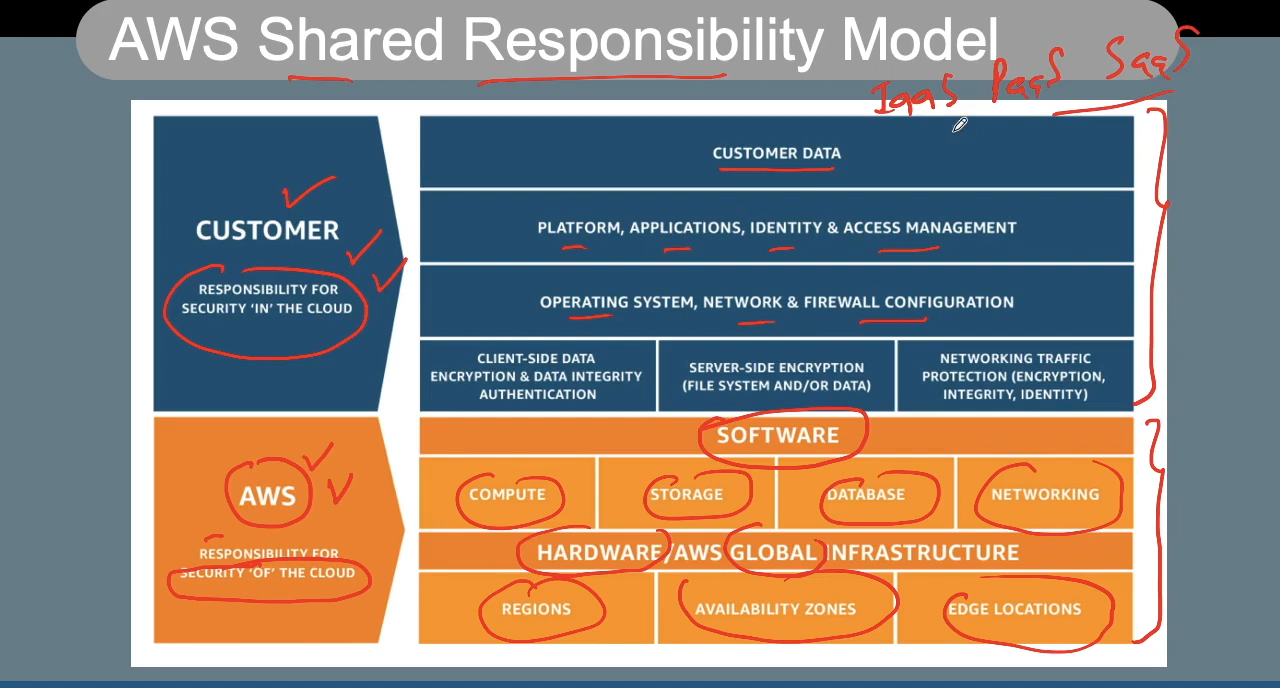 AWS Shared Responsibility Model
IaaS PaaS SaaS
CUSTOMER
RESPONSIBILITY FOR
SECURITY ‘IN’ THE CLOUD
CUSTOMER DATA
PLATFORM, APPLICATIONS, IDENTITY & ACCESS MANAGEMENT
OPERATING SYSTEM, NETWORK & FIREWALL CONFIGURATION
CLIENT-SIDE DATA
ENCRYPTION & DATA INTEGRITY
AUTHENTICATION
SERVER-SIDE ENCRYPTION
(FILE SYSTEM AND/OR DATA)
NETWORKING TRAFFIC
PROTECTION (ENCRYPTION,
INTEGRITY, IDENTITY)
AWS
RESPONSIBILITY FOR
SECURITY ‘OF’ THE CLOUD
SOFTWARE
COMPUTE
STORAGE
DATABASE
NETWORKING
HARDWARE/AWS GLOBAL INFRASTRUCTURE
REGIONS
AVAILABILITY ZONES
EDGE LOCATIONS